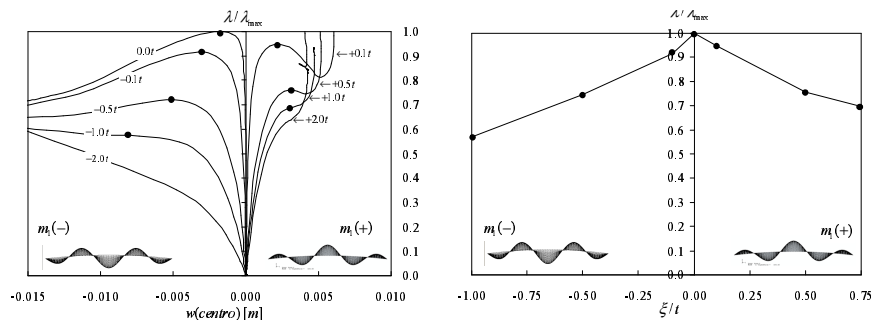 λ/λmax
1.0
0.9
0.8
0.7
0.6
0.5
0.4
0.3
0.2
0.1
0.0
0.0t
−0.1t
−0.5t
−1.0t
−2.0t
+0.1t
+0.5t
+1.0t
+2.0t
m₁(−)
m₁(+)
-0.015 -0.010 -0.005 0.000 0.005 0.010
w(centro) [m]
λ/λmax
1.0
0.9
0.8
0.7
0.6
0.5
0.4
0.3
0.2
0.1
0.0
m₁(−)
m₁(+)
-1.00 -0.75 -0.50 -0.25 0.00 0.25 0.50 0.75
ξ/t